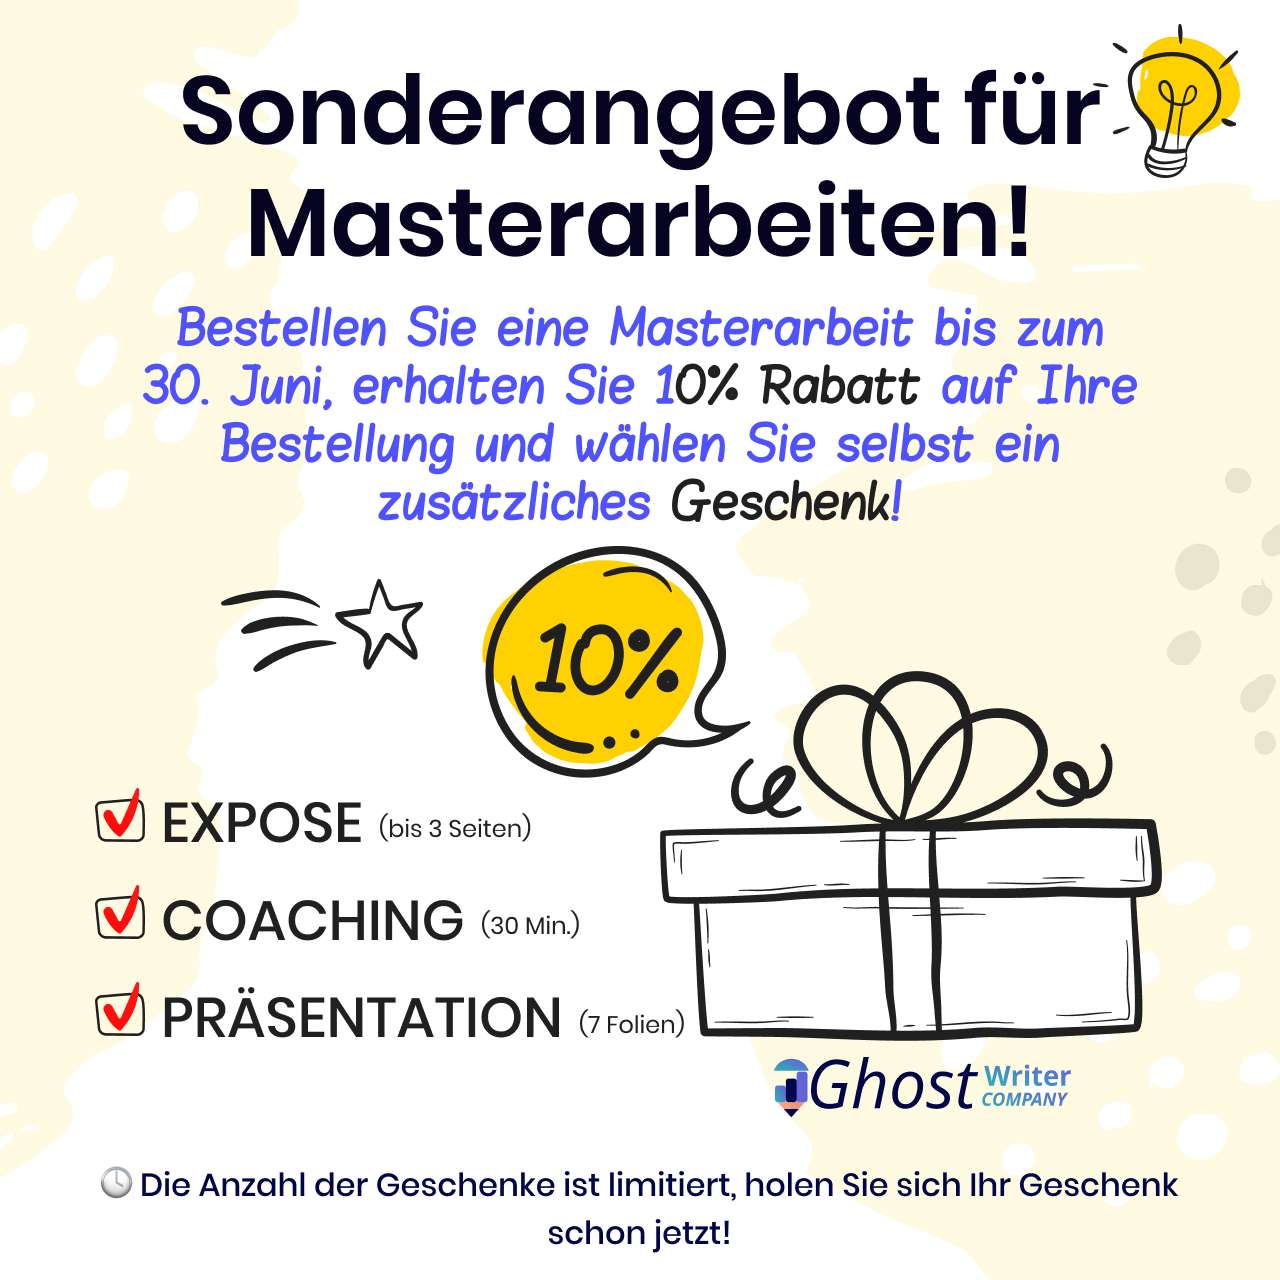 Sonderangebot für
Masterarbeiten!
Bestellen Sie eine Masterarbeit bis zum
30. Juni, erhalten Sie 10% Rabatt auf Ihre
Bestellung und wählen Sie selbst ein
zusätzliches Geschenk!
10%
EXPOSE (bis 3 Seiten)
COACHING (30 Min.)
PRÄSENTATION (7 Folien)
Ghost Writer
COMPANY
Die Anzahl der Geschenke ist limitiert, holen Sie sich Ihr Geschenk
schon jetzt!